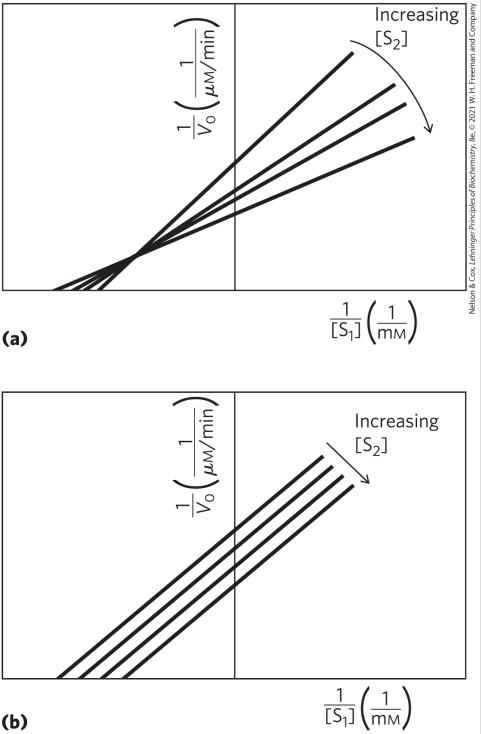 Increasing
[S₂]
1/V₀ (1/μM/min)
1/[S₁] (1/mM)
(a)
Nelson & Cox, Lehninger Principles of Biochemistry, 8e, © 2021 W. H. Freeman and Company
Increasing
[S₂]
1/V₀ (1/μM/min)
1/[S₁] (1/mM)
(b)